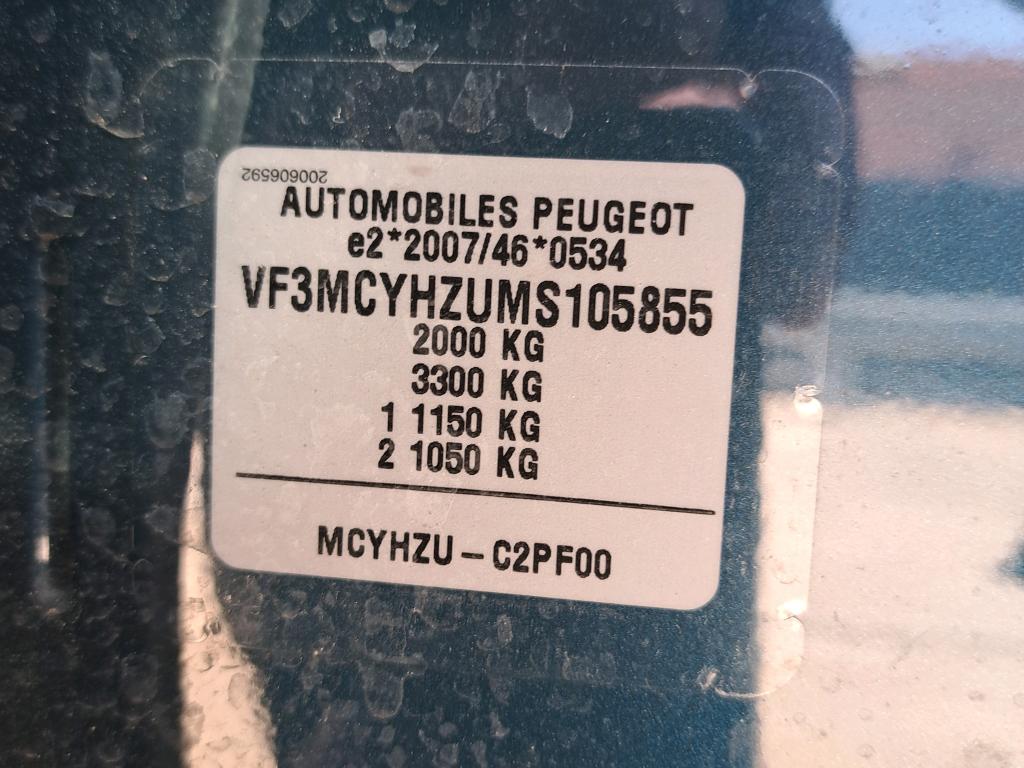 200606592
AUTOMOBILES PEUGEOT
e2*2007/46*0534
VF3MCYHZUMS105855
2000 KG
3300 KG
1 1150 KG
2 1050 KG
MCYHZU – C2PF00